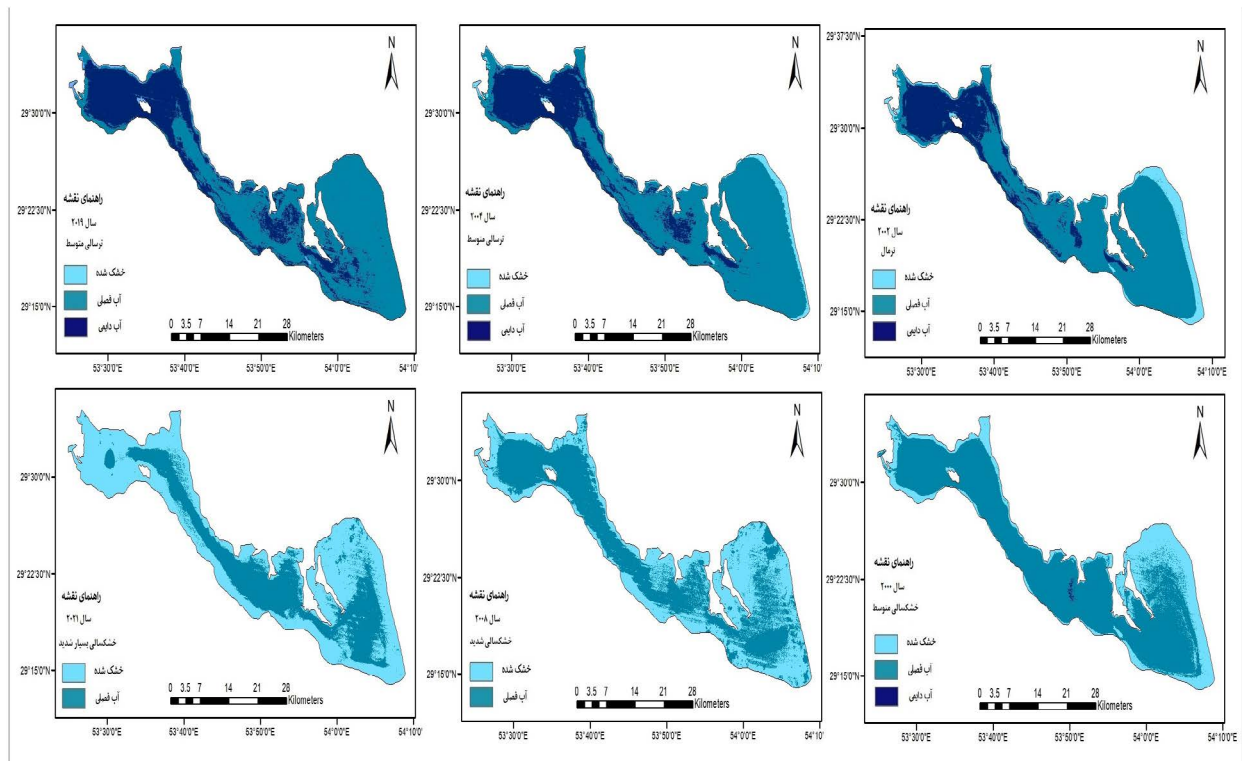 N
29°30'0"N
29°22'30"N
29°15'0"N
راهنمای نقشه
سال ۲۰۱۹
ترسالی متوسط
خشک شده
آب فصلی
آب دایمی
0 3.5 7 14 21 28
Kilometers
53°30'0"E 53°40'0"E 53°50'0"E 54°0'0"E 54°10'
N
29°30'0"N
29°22'30"N
29°15'0"N
راهنمای نقشه
سال ۲۰۰۴
ترسالی متوسط
خشک شده
آب فصلی
آب دایمی
0 3.5 7 14 21 28
Kilometers
53°30'0"E 53°40'0"E 53°50'0"E 54°0'0"E 54°10'
29°37'30"N
N
29°30'0"N
29°22'30"N
29°15'0"N
راهنمای نقشه
سال ۲۰۰۲
نرمال
خشک شده
آب فصلی
آب دایمی
0 3.5 7 14 21 28
Kilometers
53°30'0"E 53°40'0"E 53°50'0"E 54°0'0"E 54°10'0"E
N
29°30'0"N
29°22'30"N
29°15'0"N
راهنمای نقشه
سال ۲۰۲۱
خشکسالی بسیار شدید
خشک شده
آب فصلی
0 3.5 7 14 21 28
Kilometers
53°30'0"E 53°40'0"E 53°50'0"E 54°0'0"E 54°10'
N
29°30'0"N
29°22'30"N
29°15'0"N
راهنمای نقشه
سال ۲۰۰۸
خشکسالی شدید
خشک شده
آب فصلی
0 3.5 7 14 21 28
Kilometers
53°30'0"E 53°40'0"E 53°50'0"E 54°0'0"E 54°10'
N
29°30'0"N
29°22'30"N
29°15'0"N
راهنمای نقشه
سال ۲۰۰۰
خشکسالی متوسط
خشک شده
آب فصلی
آب دایمی
0 3.5 7 14 21 28
Kilometers
53°30'0"E 53°40'0"E 53°50'0"E 54°0'0"E 54°10'0"E